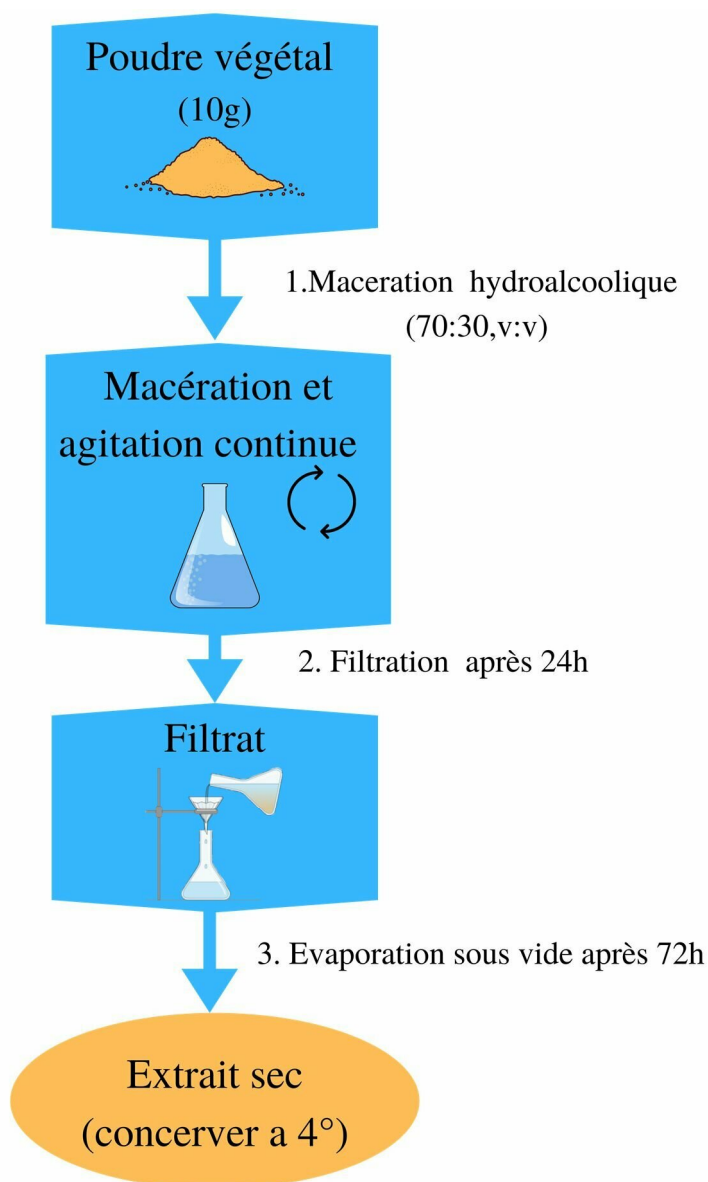 Poudre végétal
(10g)
1.Maceration hydroalcoolique
(70:30,v:v)
Macération et
agitation continue
2. Filtration après 24h
Filtrat
3. Evaporation sous vide après 72h
Extrait sec
(concerver a 4°)